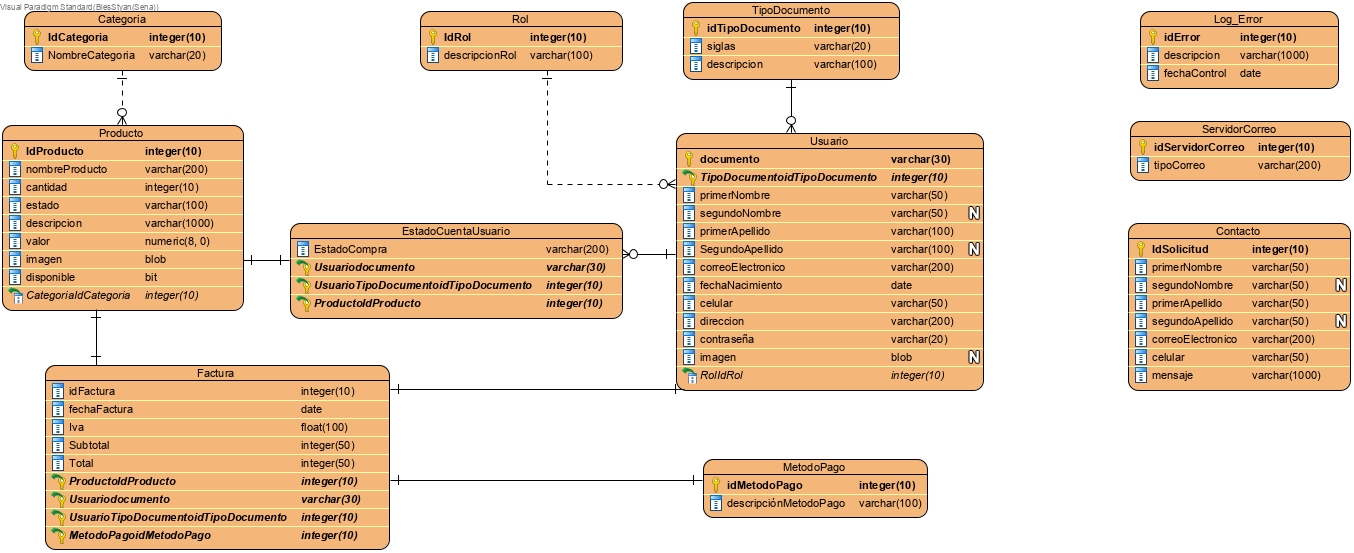 Visual Paradigm Standard(BlesStyan(Sena))
Categoria
IdCategoria integer(10)
NombreCategoria varchar(20)
Rol
IdRol integer(10)
descripcionRol varchar(100)
TipoDocumento
idTipoDocumento integer(10)
siglas varchar(20)
descripcion varchar(100)
Log_Error
idError integer(10)
descripcion varchar(1000)
fechaControl date
Producto
IdProducto integer(10)
nombreProducto varchar(200)
cantidad integer(10)
estado varchar(100)
descripcion varchar(1000)
valor numeric(8, 0)
imagen blob
disponible bit
CategoriaIdCategoria integer(10)
EstadoCuentaUsuario
EstadoCompra varchar(200)
Usuariodocumento varchar(30)
UsuarioTipoDocumentoidTipoDocumento integer(10)
ProductoIdProducto integer(10)
Usuario
documento varchar(30)
TipoDocumentoidTipoDocumento integer(10)
primerNombre varchar(50)
segundoNombre varchar(50) N
primerApellido varchar(100)
SegundoApellido varchar(100) N
correoElectronico varchar(200)
fechaNacimiento date
celular varchar(50)
direccion varchar(200)
contraseña varchar(20)
imagen blob N
RolIdRol integer(10)
ServidorCorreo
idServidorCorreo integer(10)
tipoCorreo varchar(200)
Contacto
IdSolicitud integer(10)
primerNombre varchar(50)
segundoNombre varchar(50) N
primerApellido varchar(50)
segundoApellido varchar(50) N
correoElectronico varchar(200)
celular varchar(50)
mensaje varchar(1000)
Factura
idFactura integer(10)
fechaFactura date
Iva float(100)
Subtotal integer(50)
Total integer(50)
ProductoIdProducto integer(10)
Usuariodocumento varchar(30)
UsuarioTipoDocumentoidTipoDocumento integer(10)
MetodoPagoidMetodoPago integer(10)
MetodoPago
idMetodoPago integer(10)
descripciónMetodoPago varchar(100)